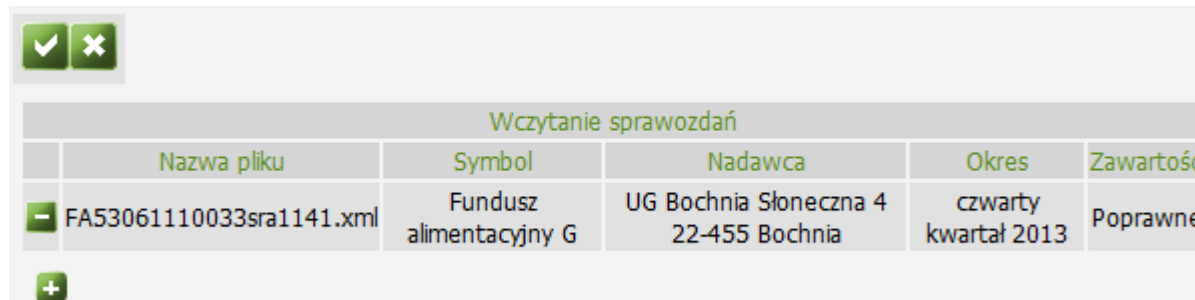 Wczytanie sprawozdań
Nazwa pliku Symbol Nadawca Okres Zawartość
FA53061110033sra1141.xml Fundusz alimentacyjny G UG Bochnia Słoneczna 4 22-455 Bochnia czwarty kwartał 2013 Poprawne